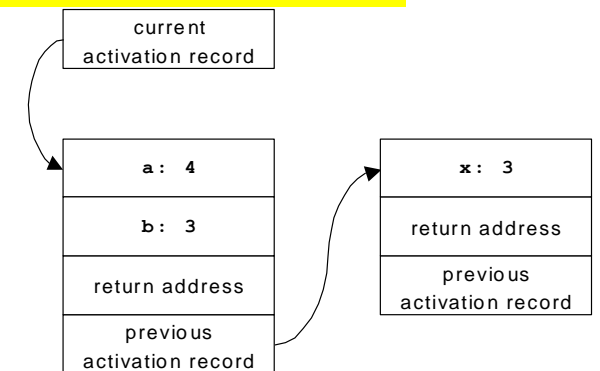 current
activation record
a: 4
b: 3
return address
previous
activation record
x: 3
return address
previous
activation record